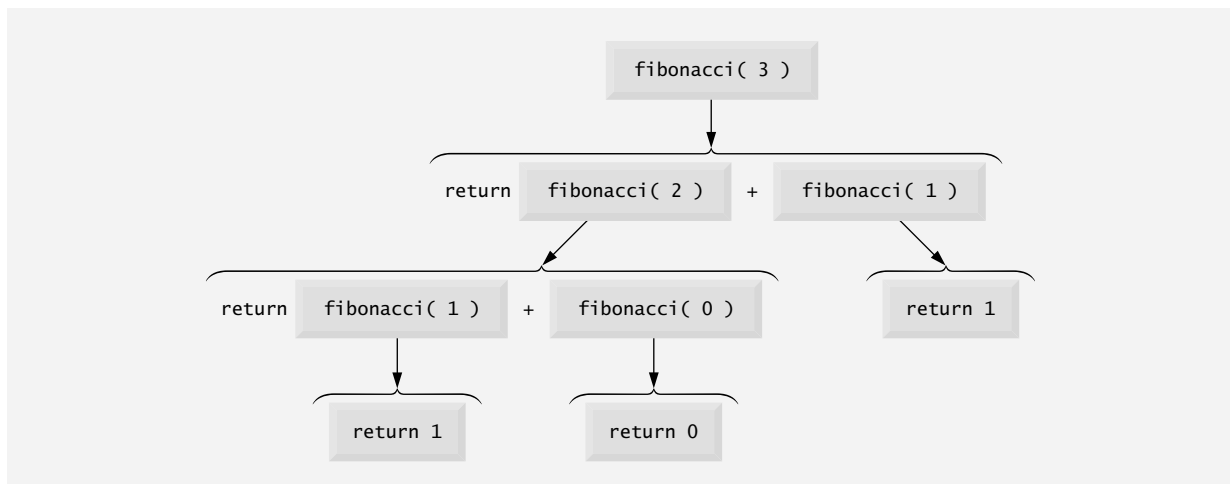 fibonacci( 3 )
return fibonacci( 2 ) + fibonacci( 1 )
return fibonacci( 1 ) + fibonacci( 0 ) return 1
return 1 return 0